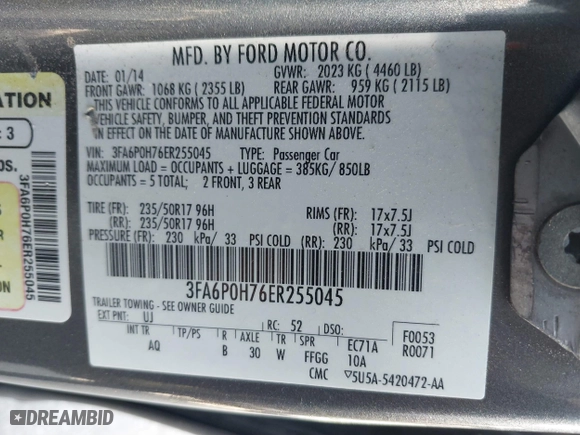 MFD. BY FORD MOTOR CO.
DATE: 01/14 GVWR: 2023 KG ( 4460 LB)
FRONT GAWR: 1068 KG ( 2355 LB) REAR GAWR: 959 KG ( 2115 LB)
THIS VEHICLE CONFORMS TO ALL APPLICABLE FEDERAL MOTOR
VEHICLE SAFETY, BUMPER, AND THEFT PREVENTION STANDARDS
IN EFFECT ON THE DATE OF MANUFACTURE SHOWN ABOVE.
VIN: 3FA6P0H76ER255045 TYPE: Passenger Car
MAXIMUM LOAD = OCCUPANTS + LUGGAGE = 385KG/ 850LB
OCCUPANTS = 5 TOTAL; 2 FRONT, 3 REAR
TIRE (FR): 235/50R17 96H RIMS (FR): 17x7.5J
(RR): 235/50R17 96H (RR): 17x7.5J
PRESSURE (FR): 230 kPa/ 33 PSI COLD (RR): 230 kPa/ 33 PSI COLD
3FA6P0H76ER255045
TRAILER TOWING - SEE OWNER GUIDE
EXT PNT: UJ RC: 52 DSO: F0053
INT TR TP/PS R AXLE TR SPR EC71A R0071
AQ B 30 W FFGG 10A
CMC ▽5U5A-5420472-AA
ATION
: 3
os.
3FA6P0H76ER255045
DREAMBID